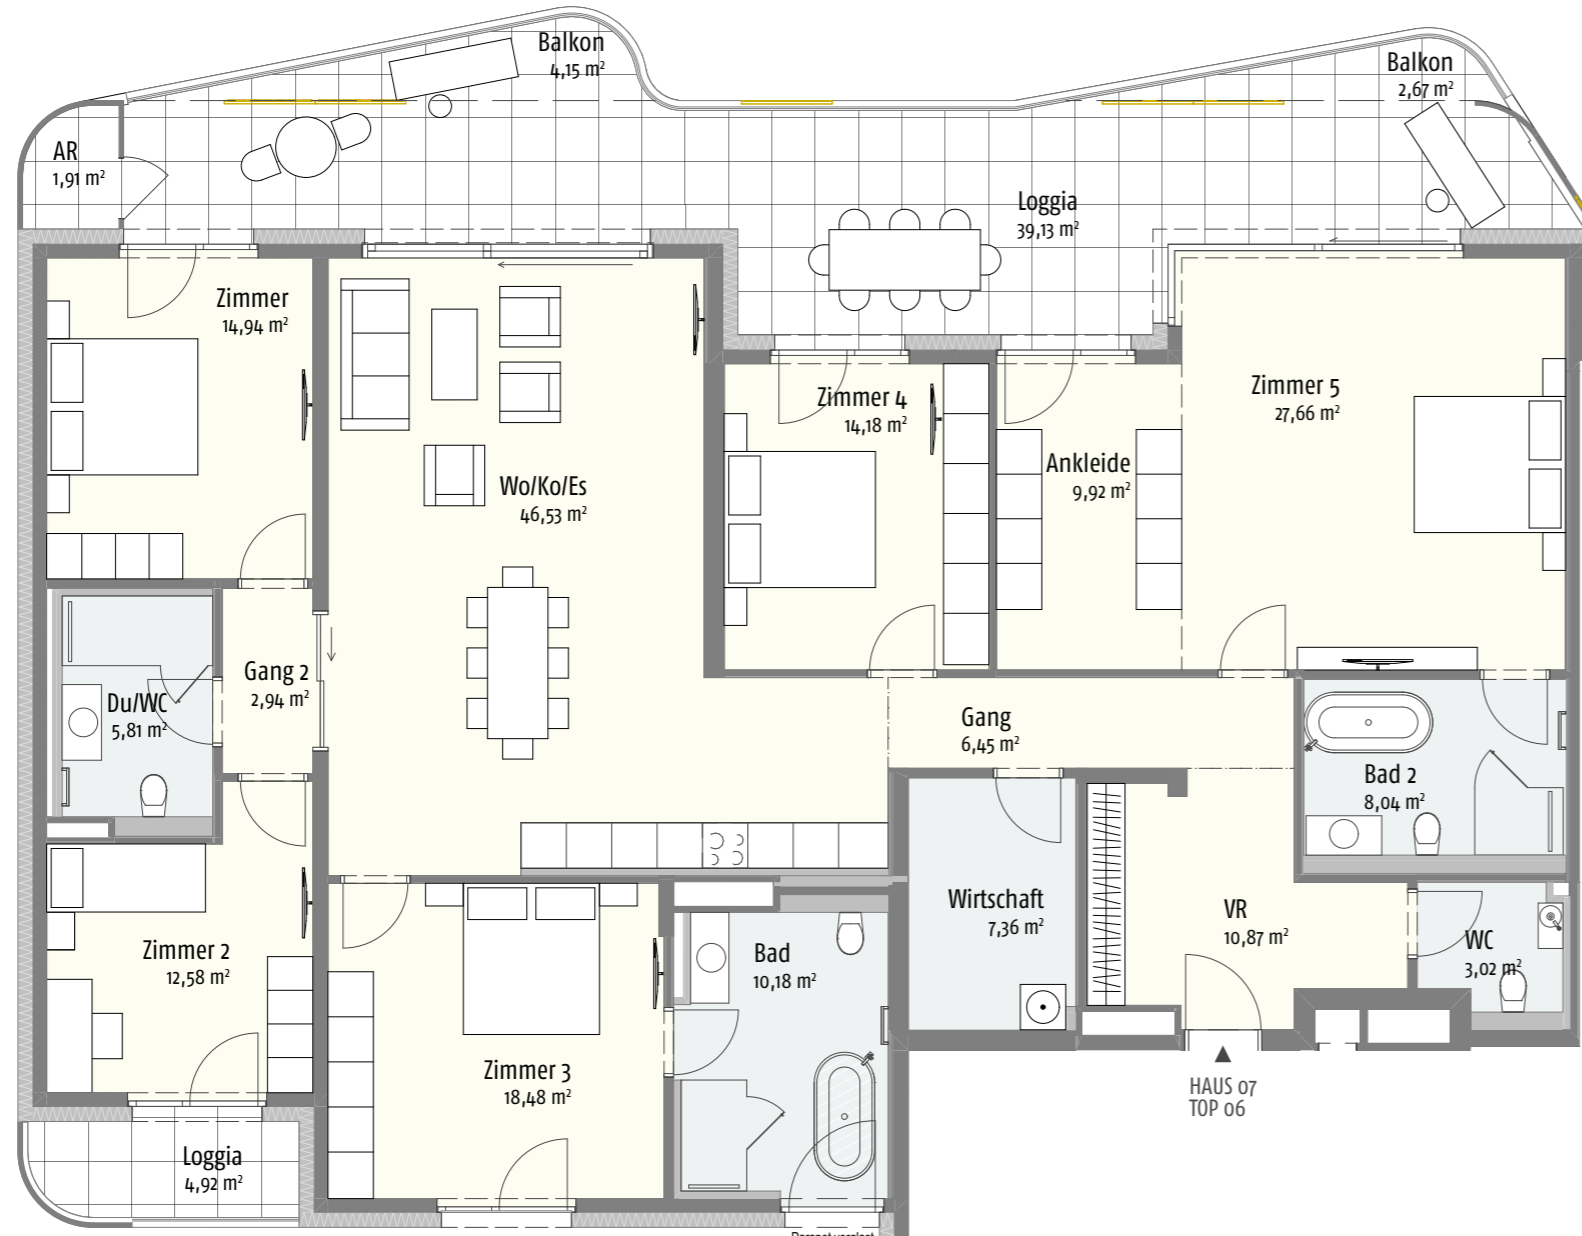 Balkon
4,15 m²
Balkon
2,67 m²
AR
1,91 m²
Loggia
39,13 m²
Zimmer
14,94 m²
Zimmer 4
14,18 m²
Zimmer 5
27,66 m²
Ankleide
9,92 m²
Wo/Ko/Es
46,53 m²
Gang 2
2,94 m²
Du/WC
5,81 m²
Gang
6,45 m²
Bad 2
8,04 m²
Wirtschaft
7,36 m²
VR
10,87 m²
WC
3,02 m²
Zimmer 2
12,58 m²
Bad
10,18 m²
Zimmer 3
18,48 m²
HAUS 07
TOP 06
Loggia
4,92 m²